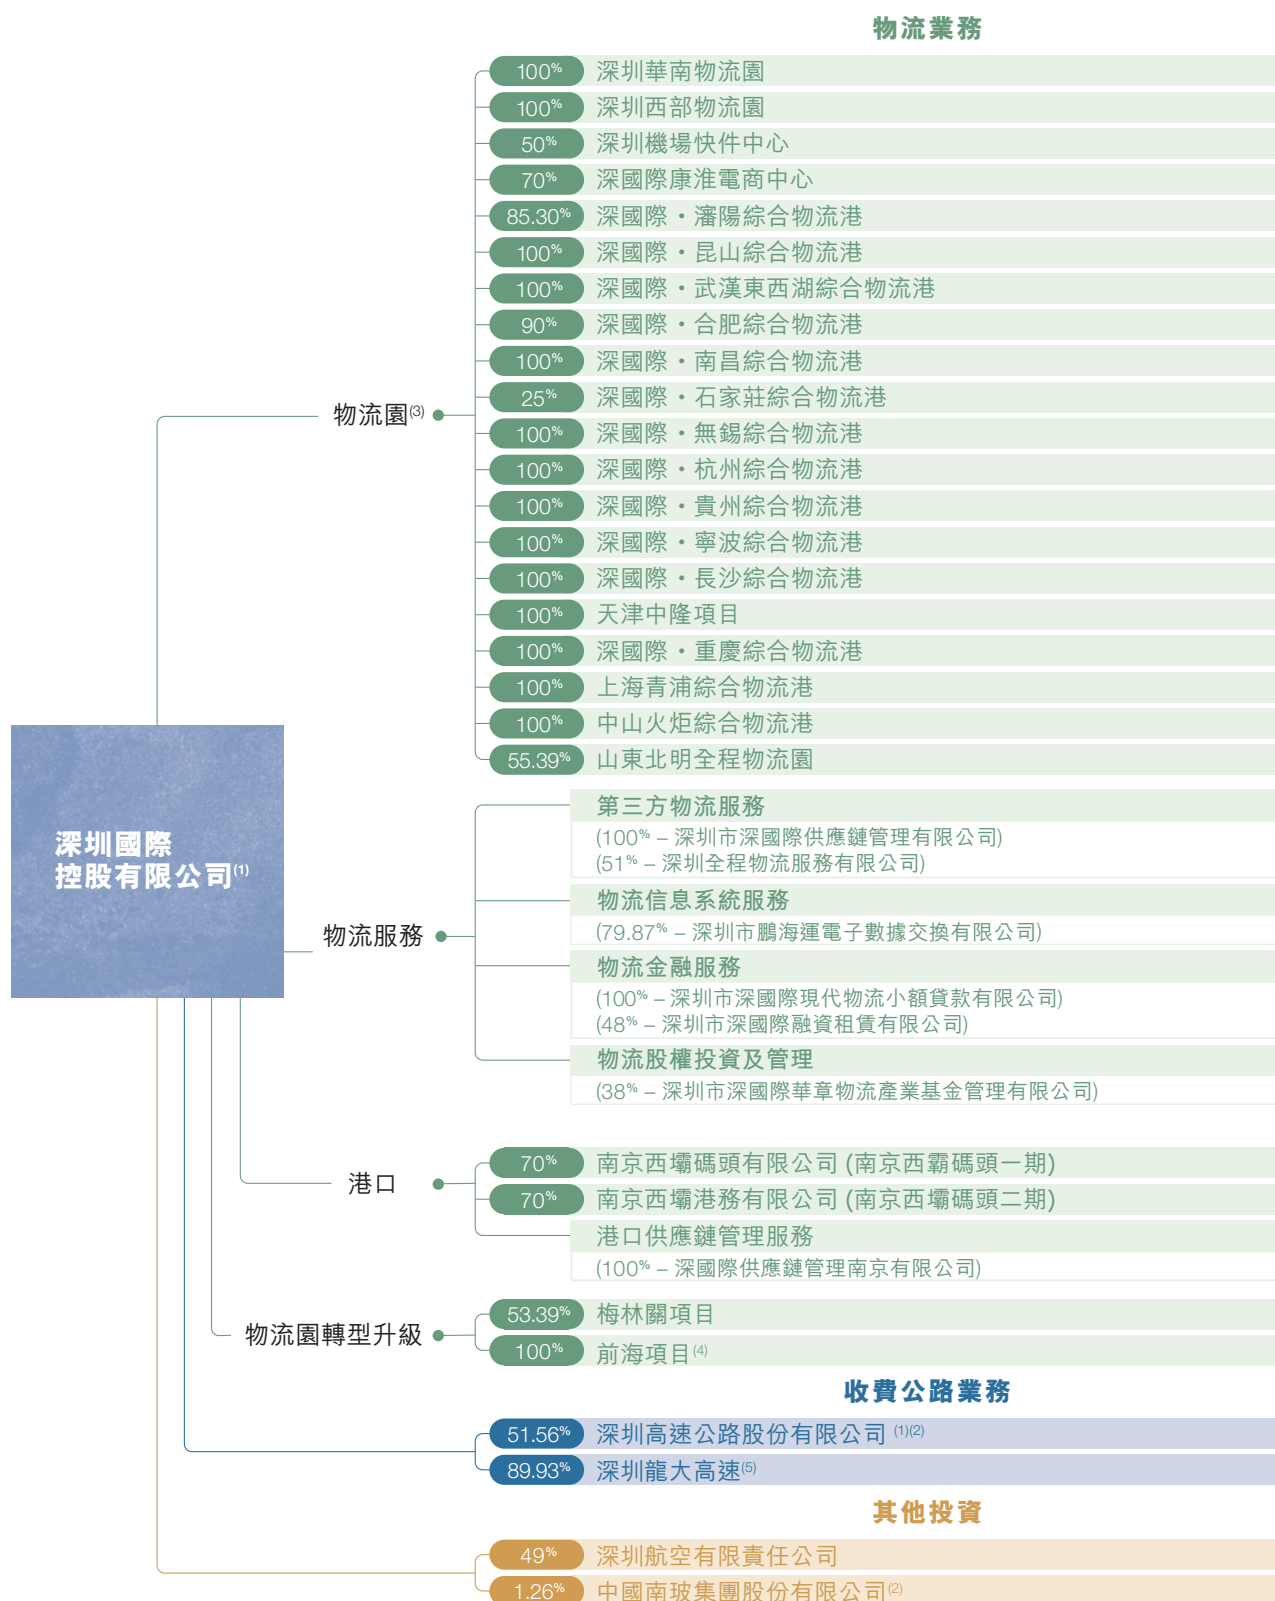 物流業務
100% 深圳華南物流園
100% 深圳西部物流園
50% 深圳機場快件中心
70% 深國際康淮電商中心
85.30% 深國際・瀋陽綜合物流港
100% 深國際・昆山綜合物流港
100% 深國際・武漢東西湖綜合物流港
90% 深國際・合肥綜合物流港
100% 深國際・南昌綜合物流港
25% 深國際・石家莊綜合物流港
物流園(3)
100% 深國際・無錫綜合物流港
100% 深國際・杭州綜合物流港
100% 深國際・貴州綜合物流港
100% 深國際・寧波綜合物流港
100% 深國際・長沙綜合物流港
100% 天津中隆項目
100% 深國際・重慶綜合物流港
100% 上海青浦綜合物流港
100% 中山火炬綜合物流港
55.39% 山東北明全程物流園
深圳國際
控股有限公司(1)
物流服務
第三方物流服務
(100% – 深圳市深國際供應鏈管理有限公司)
(51% – 深圳全程物流服務有限公司)
物流信息系統服務
(79.87% – 深圳市鵬海運電子數據交換有限公司)
物流金融服務
(100% – 深圳市深國際現代物流小額貸款有限公司)
(48% – 深圳市深國際融資租賃有限公司)
物流股權投資及管理
(38% – 深圳市深國際華章物流產業基金管理有限公司)
港口
70% 南京西壩碼頭有限公司 (南京西霸碼頭一期)
70% 南京西壩港務有限公司 (南京西壩碼頭二期)
港口供應鏈管理服務
(100% – 深國際供應鏈管理南京有限公司)
物流園轉型升級
53.39% 梅林關項目
100% 前海項目(4)
收費公路業務
51.56% 深圳高速公路股份有限公司 (1)(2)
89.93% 深圳龍大高速(5)
其他投資
49% 深圳航空有限責任公司
1.26% 中國南玻集團股份有限公司(2)